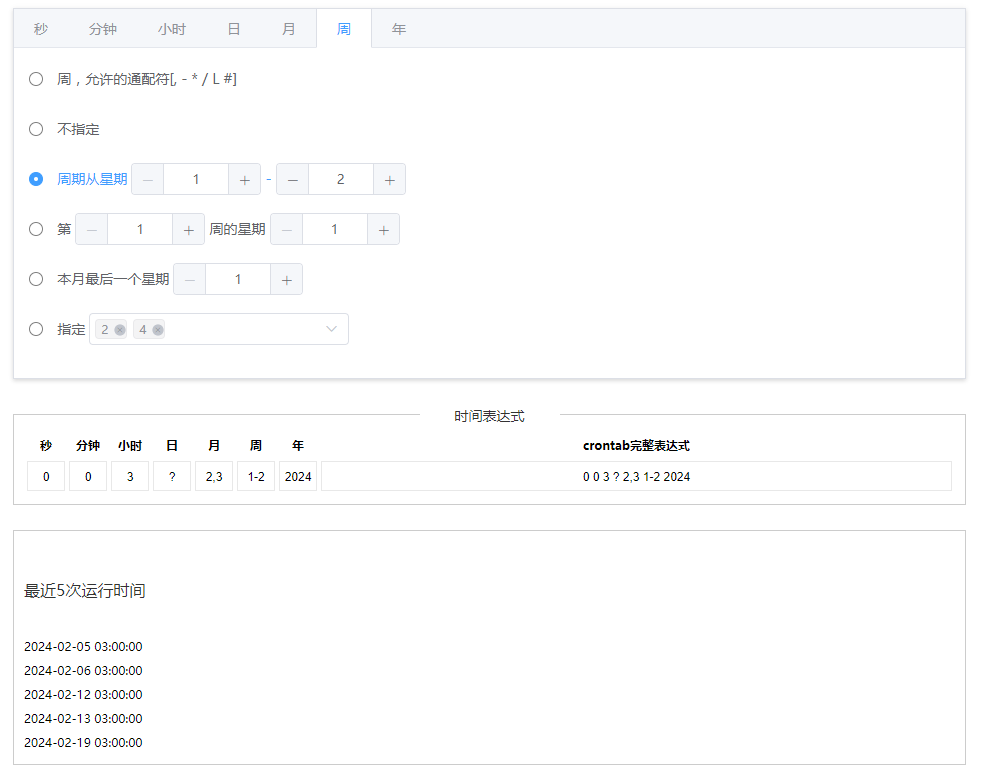 秒 分钟 小时 日 月 周 年
周，允许的通配符[, - * / L #]
不指定
周期从星期 — 1 + - — 2 +
第 — 1 + 周的星期 — 1 +
本月最后一个星期 — 1 +
指定 2 4
时间表达式
秒 分钟 小时 日 月 周 年 crontab完整表达式
0 0 3 ? 2,3 1-2 2024 0 0 3 ? 2,3 1-2 2024
最近5次运行时间
2024-02-05 03:00:00
2024-02-06 03:00:00
2024-02-12 03:00:00
2024-02-13 03:00:00
2024-02-19 03:00:00